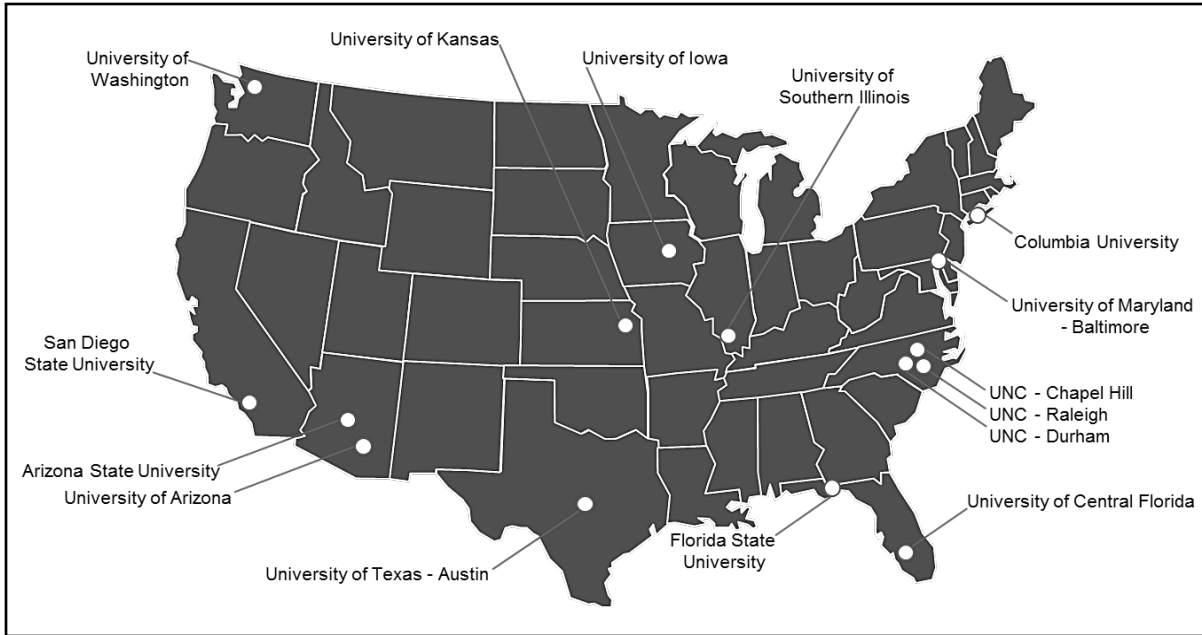 University of Kansas
University of
Washington
University of Iowa
University of
Southern Illinois
Columbia University
University of Maryland
- Baltimore
San Diego
State University
UNC - Chapel Hill
UNC - Raleigh
UNC - Durham
Arizona State University
University of Arizona
University of Central Florida
Florida State
University
University of Texas - Austin